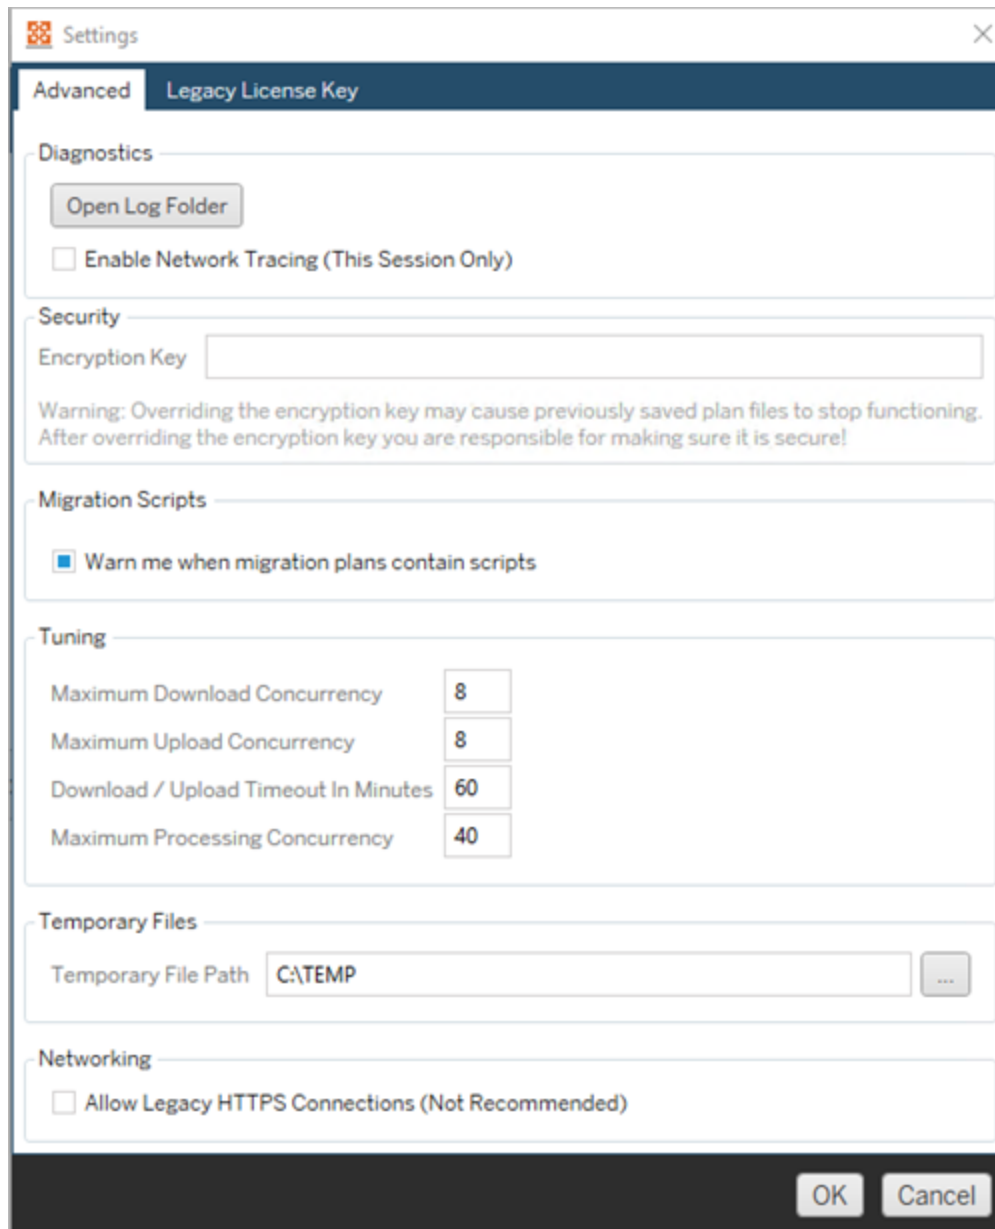 Settings
Advanced Legacy License Key
Diagnostics
Open Log Folder
Enable Network Tracing (This Session Only)
Security
Encryption Key
Warning: Overriding the encryption key may cause previously saved plan files to stop functioning.
After overriding the encryption key you are responsible for making sure it is secure!
Migration Scripts
Warn me when migration plans contain scripts
Tuning
Maximum Download Concurrency 8
Maximum Upload Concurrency 8
Download / Upload Timeout In Minutes 60
Maximum Processing Concurrency 40
Temporary Files
Temporary File Path C:\TEMP ...
Networking
Allow Legacy HTTPS Connections (Not Recommended)
OK Cancel